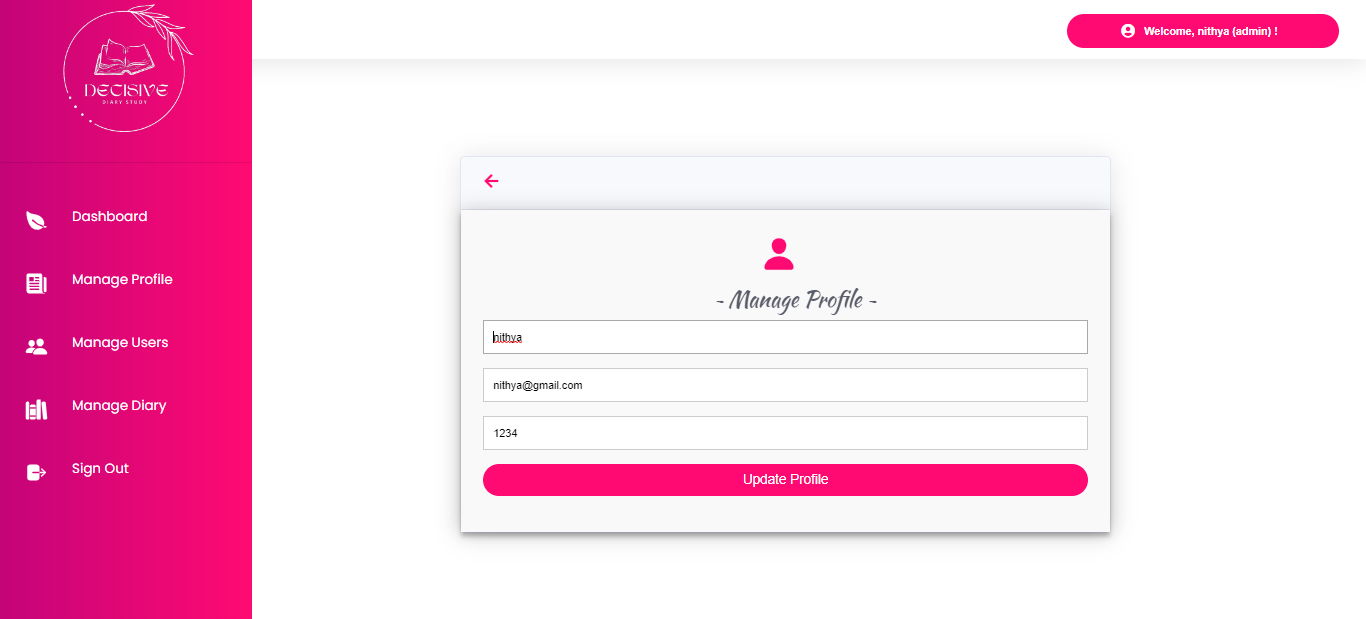 DECISIVE
DIARY STUDY
Welcome, nithya (admin) !
Dashboard
Manage Profile
Manage Users
Manage Diary
Sign Out
~ Manage Profile ~
nithya
nithya@gmail.com
1234
Update Profile